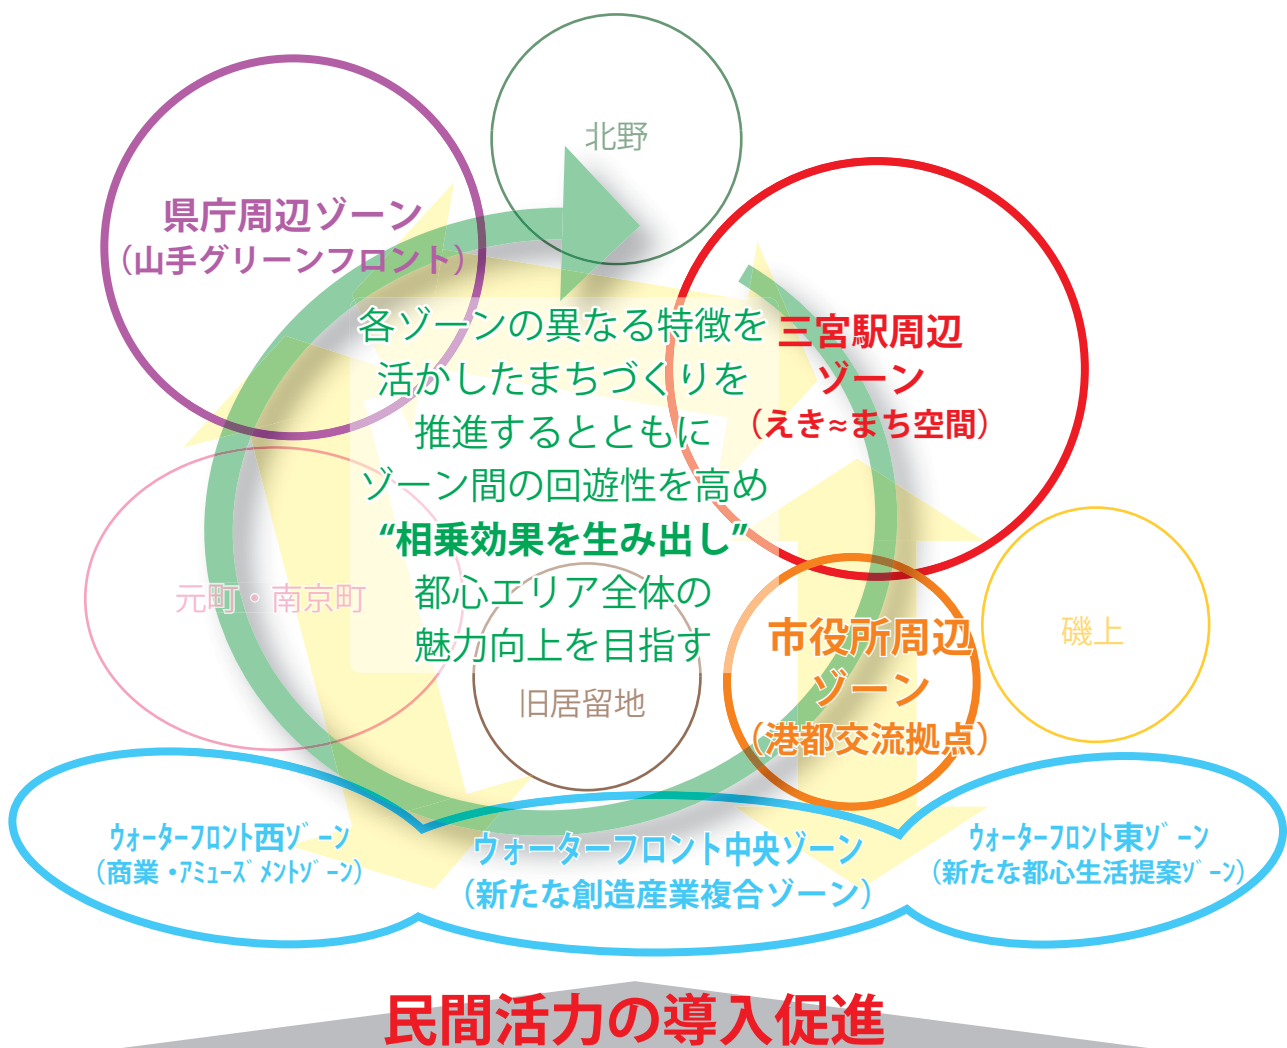 北野
県庁周辺ゾーン
（山手グリーンフロント）
各ゾーンの異なる特徴を
活かしたまちづくりを
推進するとともに
ゾーン間の回遊性を高め
“相乗効果を生み出し”
都心エリア全体の
魅力向上を目指す
三宮駅周辺
ゾーン
（えき≈まち空間）
元町・南京町
旧居留地
市役所周辺
ゾーン
（港都交流拠点）
磯上
ｳｫｰﾀｰﾌﾛﾝﾄ西ｿﾞｰﾝ
（商業・ｱﾐｭｰｽﾞﾒﾝﾄｿﾞｰﾝ）
ウォーターフロント中央ゾーン
（新たな創造産業複合ゾーン）
ｳｫｰﾀｰﾌﾛﾝﾄ東ｿﾞｰﾝ
（新たな都心生活提案ｿﾞｰﾝ）
民間活力の導入促進